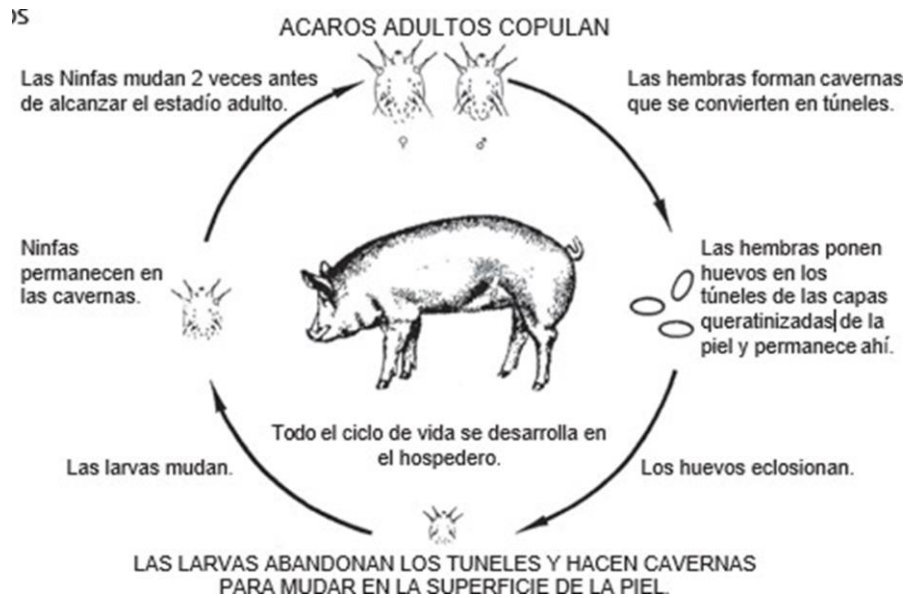 OS
ACAROS ADULTOS COPULAN
Las Ninfas mudan 2 veces antes
de alcanzar el estadío adulto.
Las hembras forman cavernas
que se convierten en túneles.
Ninfas
permanecen en
las cavernas.
Las hembras ponen
huevos en los
túneles de las capas
queratinizadas de la
piel y permanece ahí.
Todo el ciclo de vida se desarrolla en
el hospedero.
Las larvas mudan.
Los huevos eclosionan.
LAS LARVAS ABANDONAN LOS TUNELES Y HACEN CAVERNAS
PARA MUDAR EN LA SUPERFICIE DE LA PIEL.